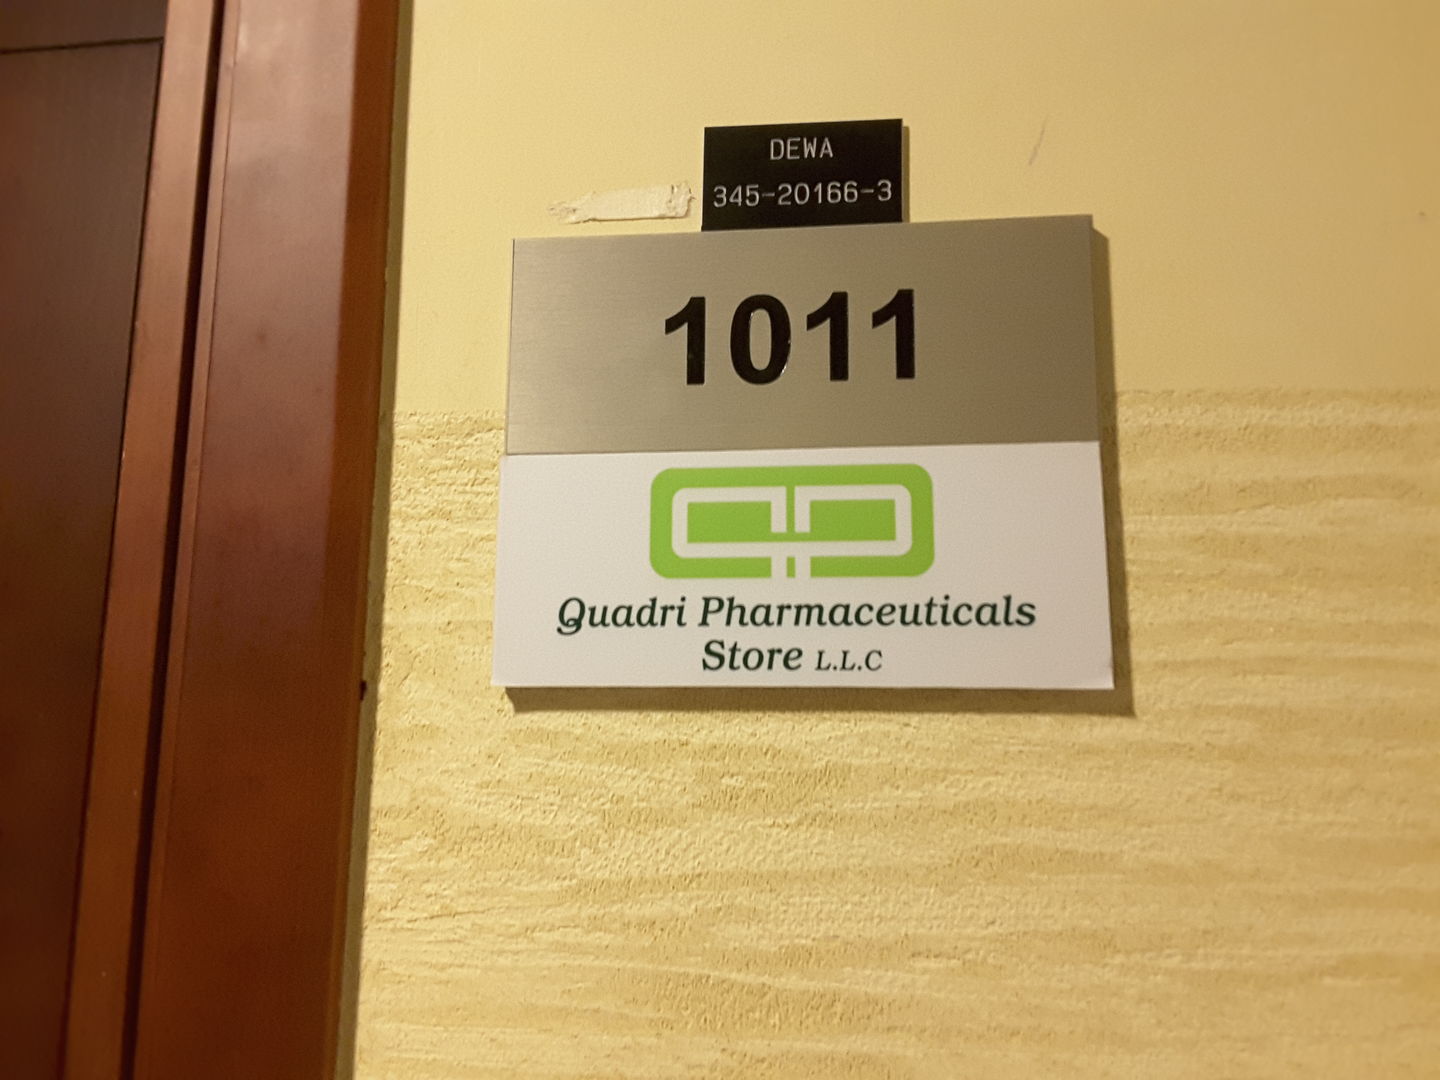 DEWA
345-20166-3
1011
Quadri Pharmaceuticals
Store L.L.C